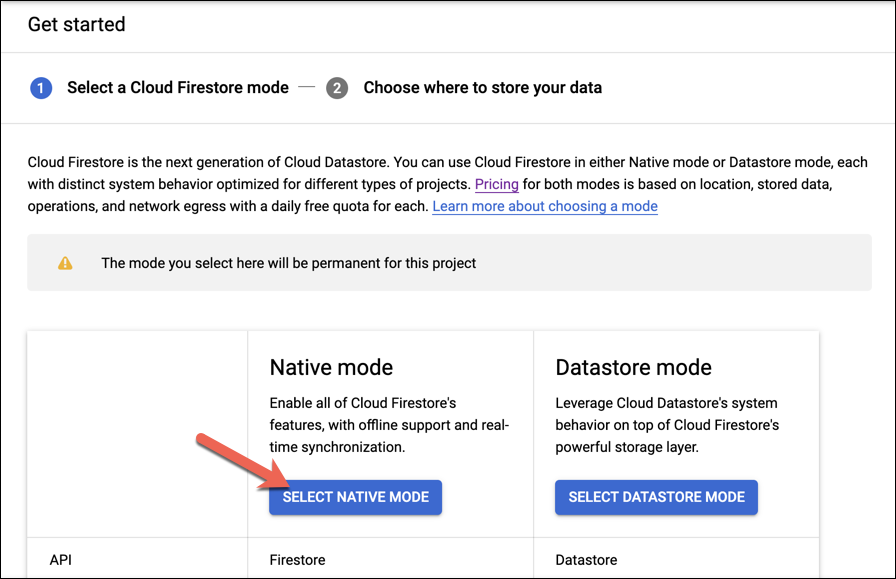 Get started
1 Select a Cloud Firestore mode — 2 Choose where to store your data
Cloud Firestore is the next generation of Cloud Datastore. You can use Cloud Firestore in either Native mode or Datastore mode, each
with distinct system behavior optimized for different types of projects. Pricing for both modes is based on location, stored data,
operations, and network egress with a daily free quota for each. Learn more about choosing a mode
The mode you select here will be permanent for this project
Native mode
Enable all of Cloud Firestore's
features, with offline support and real-
time synchronization.
SELECT NATIVE MODE
Datastore mode
Leverage Cloud Datastore's system
behavior on top of Cloud Firestore's
powerful storage layer.
SELECT DATASTORE MODE
API Firestore Datastore